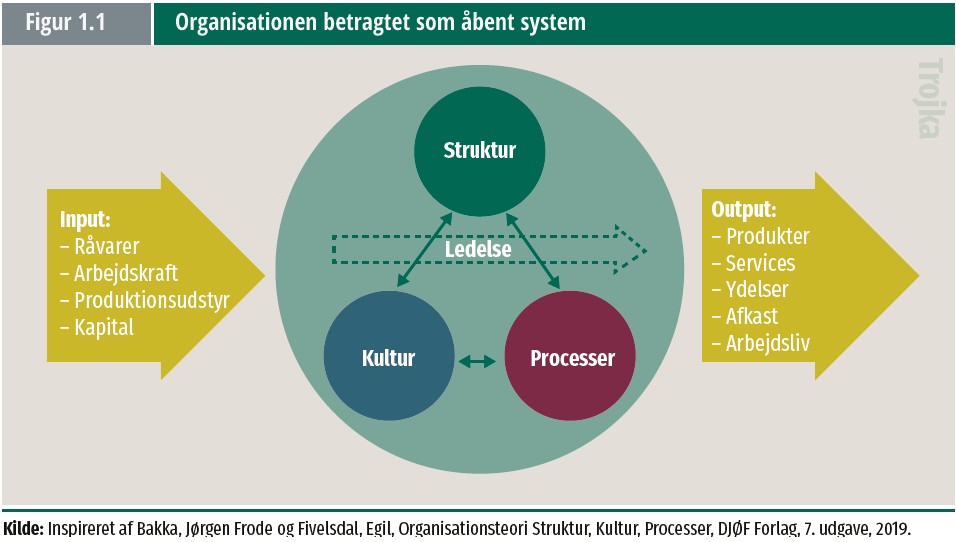 Figur 1.1
Organisationen betragtet som åbent system
Trojka
Input:
– Råvarer
– Arbejdskraft
– Produktionsudstyr
– Kapital
Struktur
Ledelse
Kultur
Processer
Output:
– Produkter
– Services
– Ydelser
– Afkast
– Arbejdsliv
Kilde: Inspireret af Bakka, Jørgen Frode og Fivelsdal, Egil, Organisationsteori Struktur, Kultur, Processer, DJØF Forlag, 7. udgave, 2019.